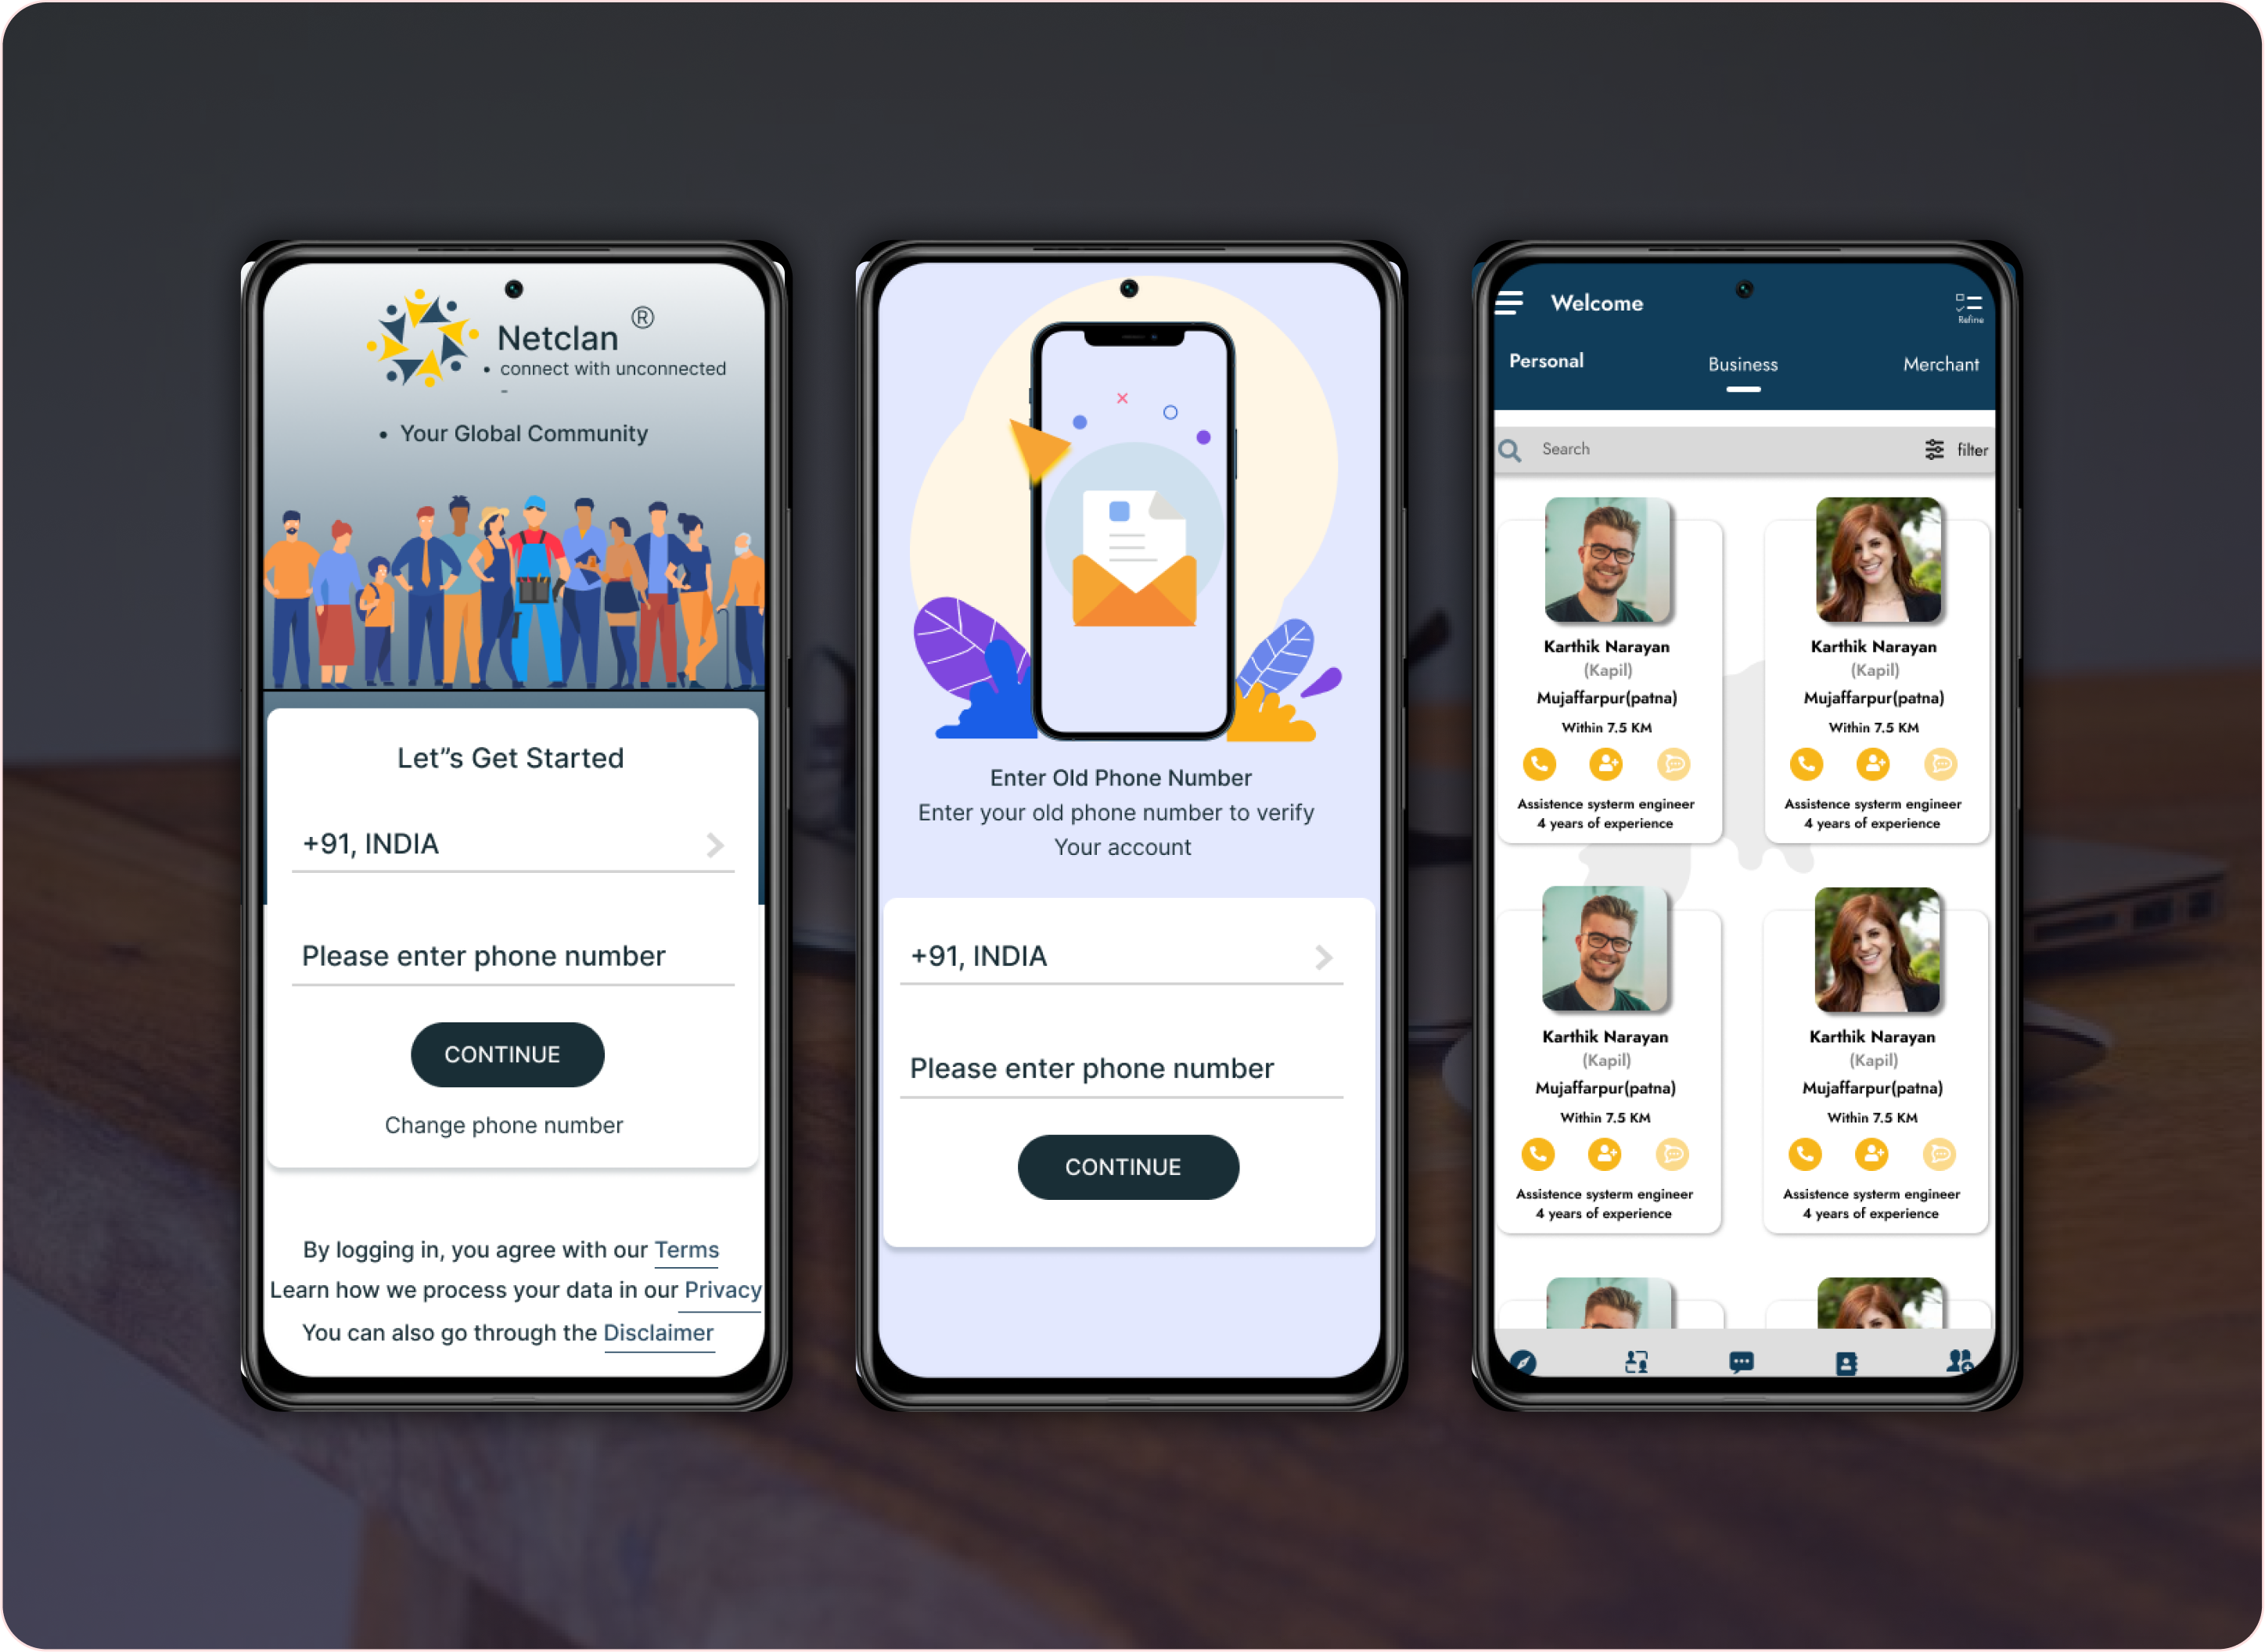 Netclan ®
• connect with unconnected
-
• Your Global Community
Let”s Get Started
+91, INDIA
Please enter phone number
CONTINUE
Change phone number
By logging in, you agree with our Terms
Learn how we process your data in our Privacy
You can also go through the Disclaimer
Enter Old Phone Number
Enter your old phone number to verify
Your account
+91, INDIA
Please enter phone number
CONTINUE
Welcome
Refine
Personal Business Merchant
Search filter
Karthik Narayan
(Kapil)
Mujaffarpur(patna)
Within 7.5 KM
Assistence systerm engineer
4 years of experience
Karthik Narayan
(Kapil)
Mujaffarpur(patna)
Within 7.5 KM
Assistence systerm engineer
4 years of experience
Karthik Narayan
(Kapil)
Mujaffarpur(patna)
Within 7.5 KM
Assistence systerm engineer
4 years of experience
Karthik Narayan
(Kapil)
Mujaffarpur(patna)
Within 7.5 KM
Assistence systerm engineer
4 years of experience